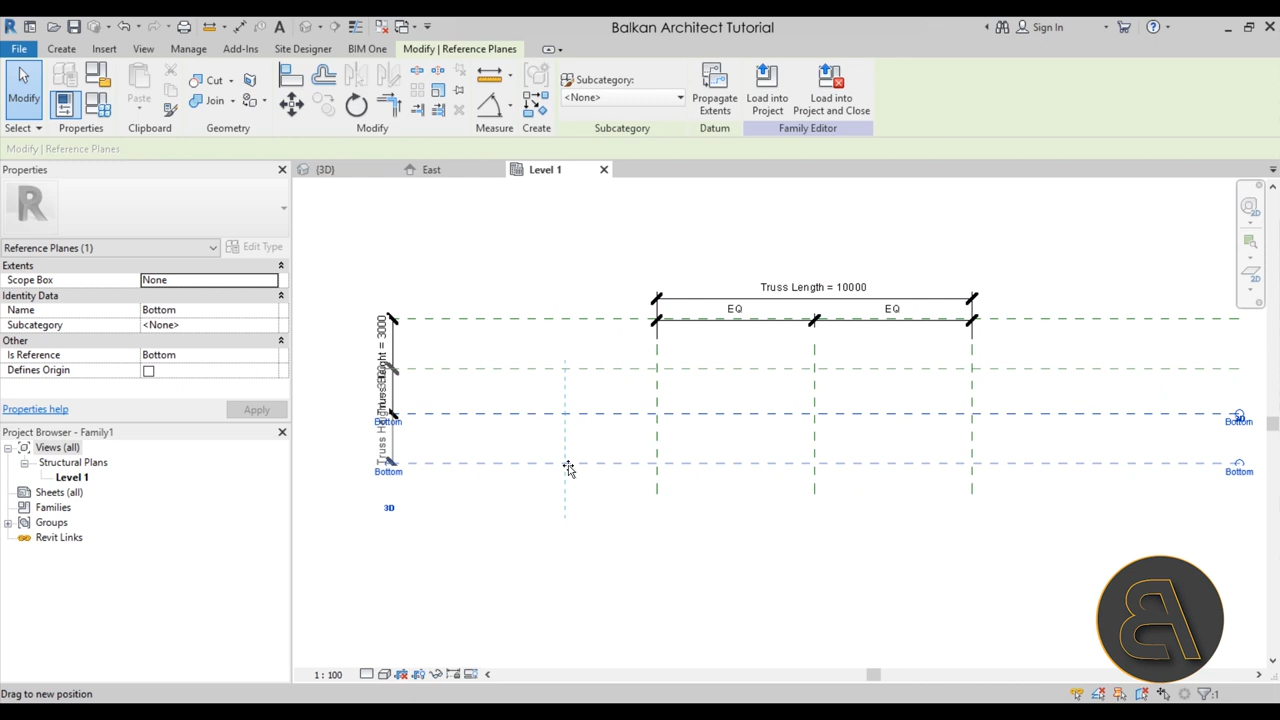 Balkan Architect Tutorial
Sign In
File Create Insert View Manage Add-Ins Site Designer BIM One Modify | Reference Planes
Modify
Paste
Cut
Join
Subcategory:
<None>
Propagate
Extents
Load into
Project
Load into
Project and Close
Select Properties Clipboard Geometry Modify Measure Create Subcategory Datum Family Editor
Modify | Reference Planes
Properties
{3D} East Level 1
Reference Planes (1) Edit Type
Extents
Scope Box None
Identity Data
Name Bottom
Subcategory <None>
Other
Is Reference Bottom
Defines Origin
Properties help Apply
Project Browser - Family1
Views (all)
Structural Plans
Level 1
Sheets (all)
Families
Groups
Revit Links
Truss Length = 10000
EQ EQ
Bottom Bottom
Bottom Bottom
3D
1 : 100
Drag to new position
:1